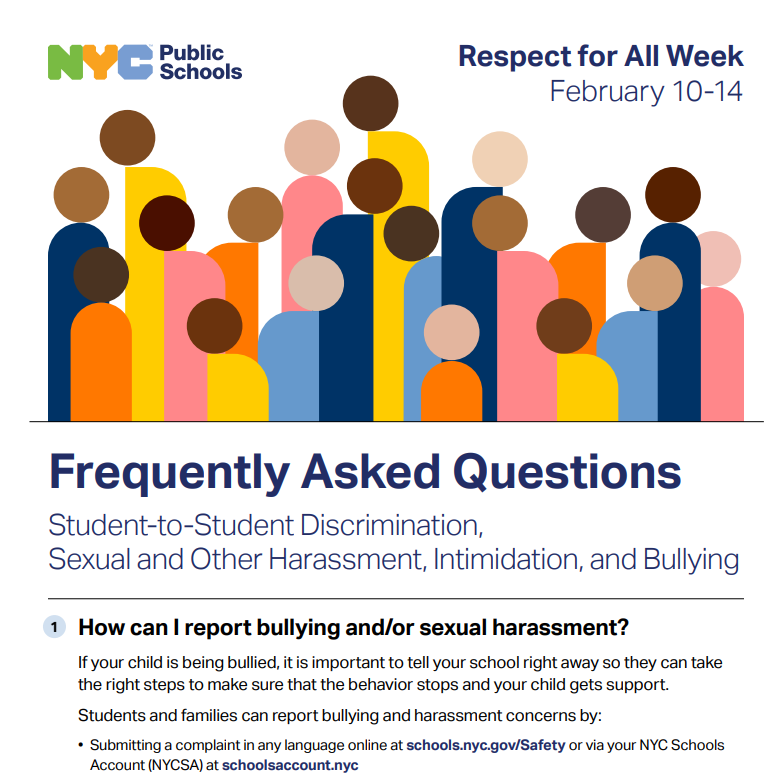 NYC Public
Schools
Respect for All Week
February 10-14
Frequently Asked Questions
Student-to-Student Discrimination,
Sexual and Other Harassment, Intimidation, and Bullying
1 How can I report bullying and/or sexual harassment?
If your child is being bullied, it is important to tell your school right away so they can take
the right steps to make sure that the behavior stops and your child gets support.
Students and families can report bullying and harassment concerns by:
• Submitting a complaint in any language online at schools.nyc.gov/Safety or via your NYC Schools
Account (NYCSA) at schoolsaccount.nyc